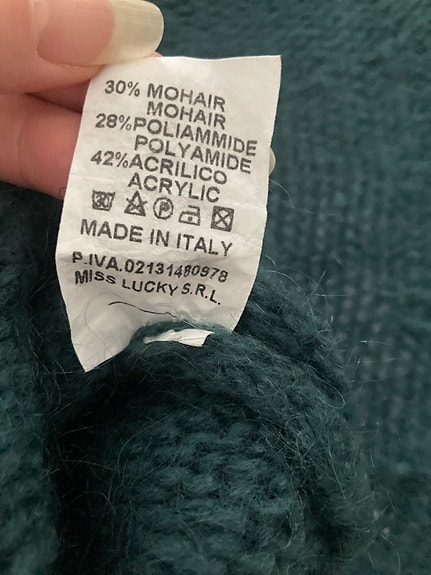 30% MOHAIR
MOHAIR
28%POLIAMMIDE
POLYAMIDE
42%ACRILICO
ACRYLIC
MADE IN ITALY
P.IVA.02131480978
MISS LUCKY S.R.L.